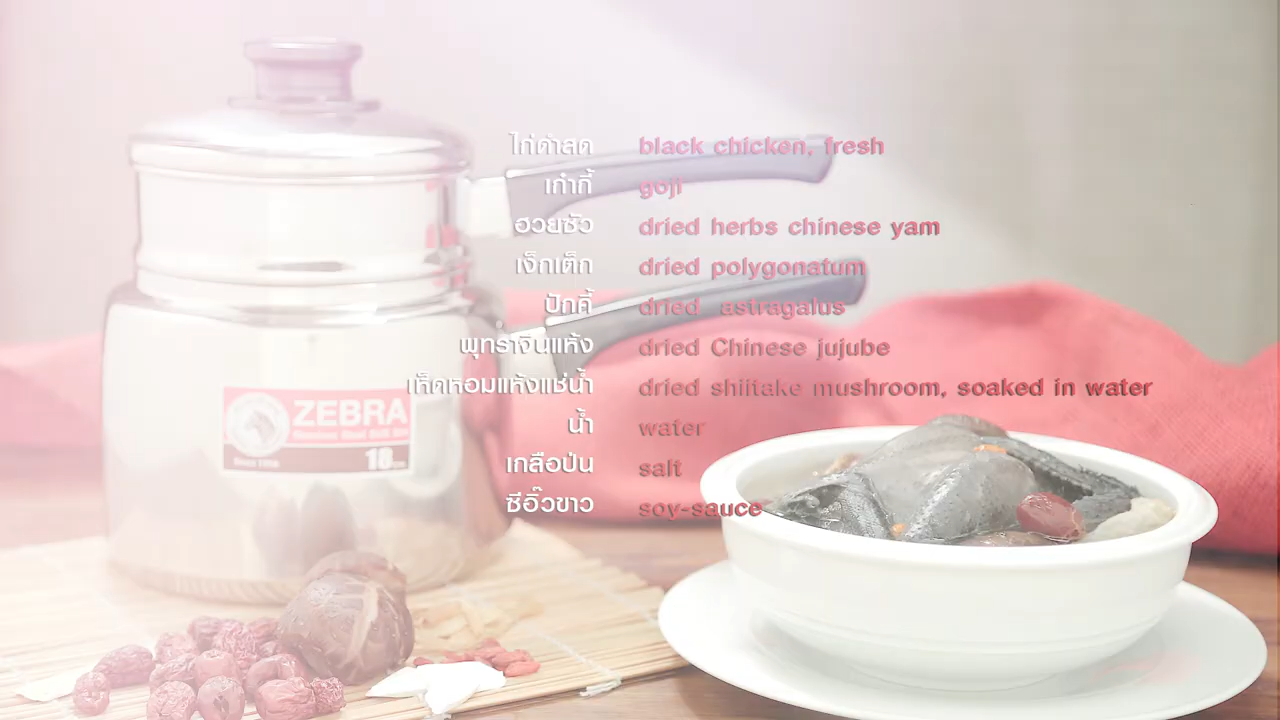 ไก่ดำสด black chicken, fresh
เก๋ากี้ goji
ฮวยซัว dried herbs chinese yam
เง็กเต็ก dried polygonatum
ปักคี้ dried astragalus
พุทราจีนแห้ง dried Chinese jujube
เห็ดหอมแห้งแช่น้ำ dried shiitake mushroom, soaked in water
น้ำ water
เกลือป่น salt
ซีอิ๊วขาว soy-sauce
ZEBRA
18